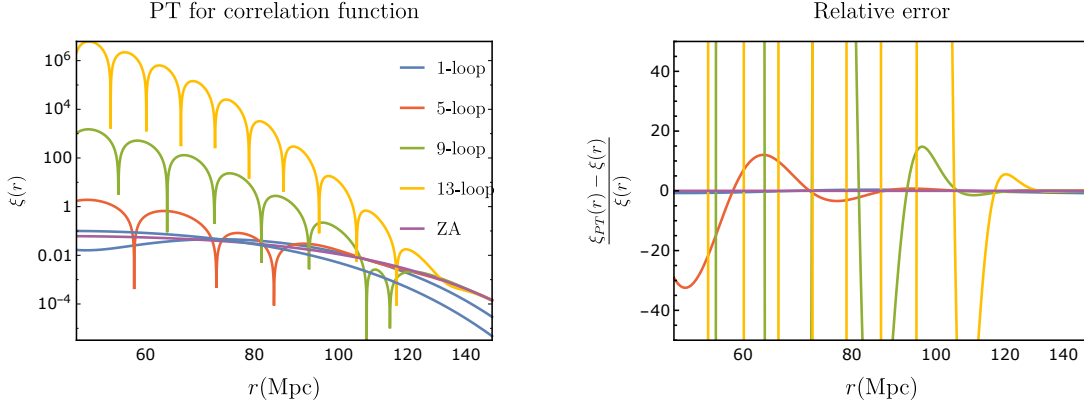 PT for correlation function
10^6
10^4
100
1
0.01
10^-4
ξ(r)
1-loop
5-loop
9-loop
13-loop
ZA
60 80 100 120 140
r(Mpc)
Relative error
40
20
0
-20
-40
ξ_PT(r) − ξ(r)
ξ(r)
60 80 100 120 140
r(Mpc)